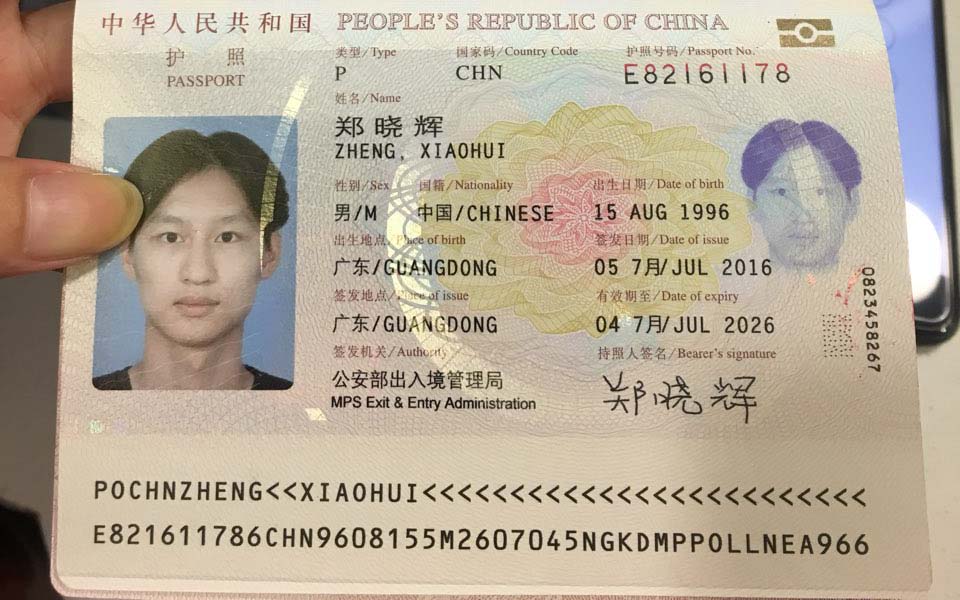 中华人民共和国 PEOPLE'S REPUBLIC OF CHINA
护 照
PASSPORT
类型/Type 国家码/Country Code 护照号码/Passport No.
P CHN E82161178
姓名/Name
郑晓辉
ZHENG, XIAOHUI
性别/Sex 国籍/Nationality 出生日期/Date of birth
男/M 中国/CHINESE 15 AUG 1996
出生地点/Place of birth 签发日期/Date of issue
广东/GUANGDONG 05 7月/JUL 2016
签发地点/Place of issue 有效期至/Date of expiry
广东/GUANGDONG 04 7月/JUL 2026
签发机关/Authority 持照人签名/Bearer's signature
公安部出入境管理局
MPS Exit & Entry Administration
郑晓辉
0823458267
POCHNZHENG<<XIAOHUI<<<<<<<<<<<<<<<<<<<<<<<<<
E821611786CHN9608155M2607045NGKDMPPOLLNEA966